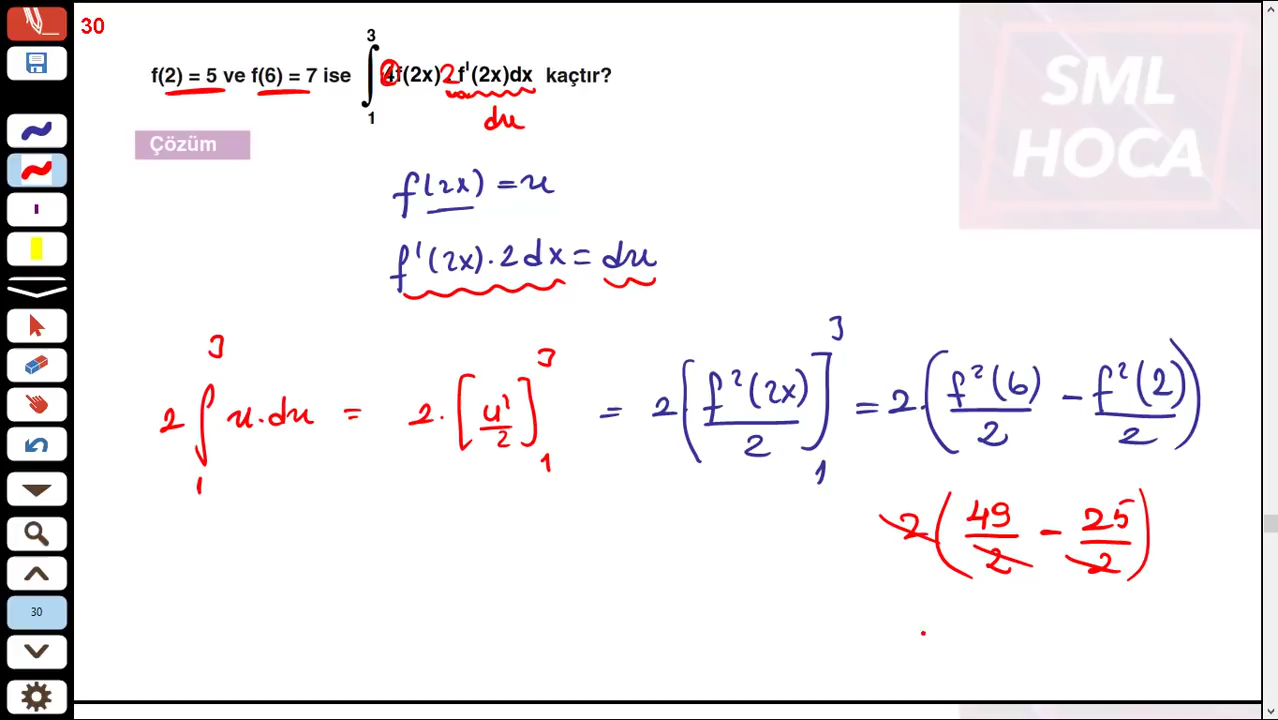 30
f(2) = 5 ve f(6) = 7 ise ∫₁³ 4f(2x) 2 f'(2x)dx kaçtır?
du
Çözüm
SML
HOCA
f(2x) = u
f'(2x)·2dx = du
2 ∫₁³ u·du = 2·[u²/2]₁³ = 2[f²(2x)/2]₁³ = 2·(f²(6)/2 − f²(2)/2)
2(49/2 − 25/2)
30